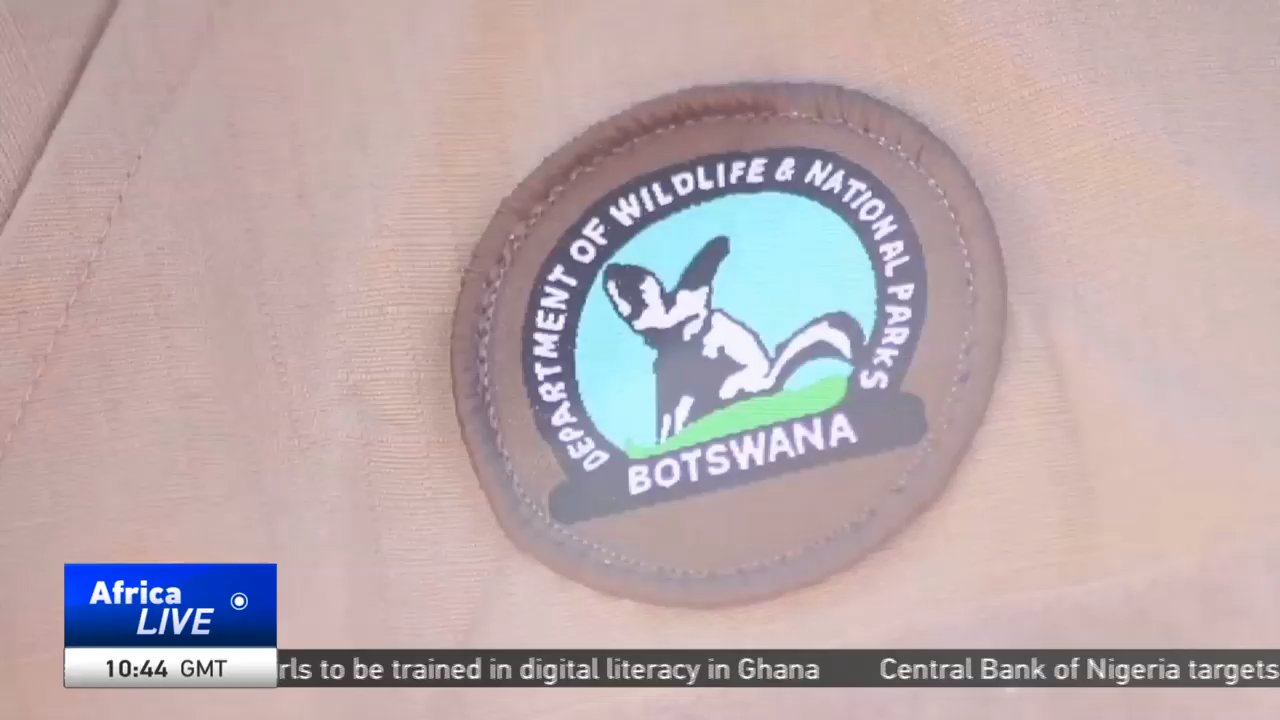 DEPARTMENT OF WILDLIFE & NATIONAL PARKS
BOTSWANA
Africa
LIVE
10:44 GMT
rls to be trained in digital literacy in Ghana
Central Bank of Nigeria targets